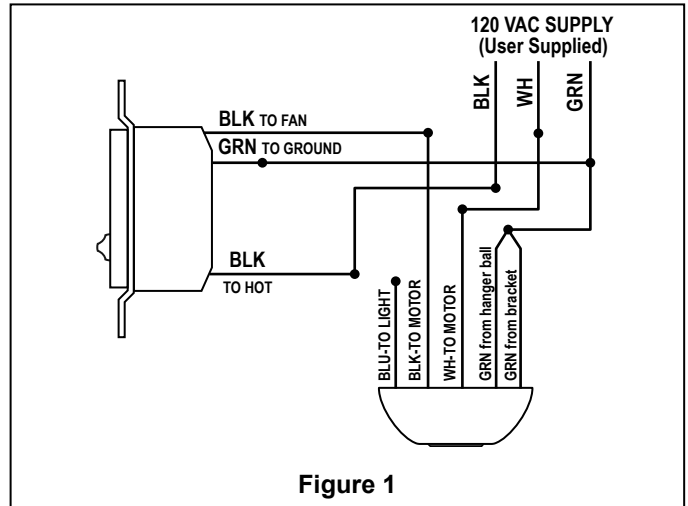 120 VAC SUPPLY
(User Supplied)
BLK
WH
GRN
BLK TO FAN
GRN TO GROUND
BLK
TO HOT
BLU-TO LIGHT
BLK-TO MOTOR
WH-TO MOTOR
GRN from hanger ball
GRN from bracket
Figure 1